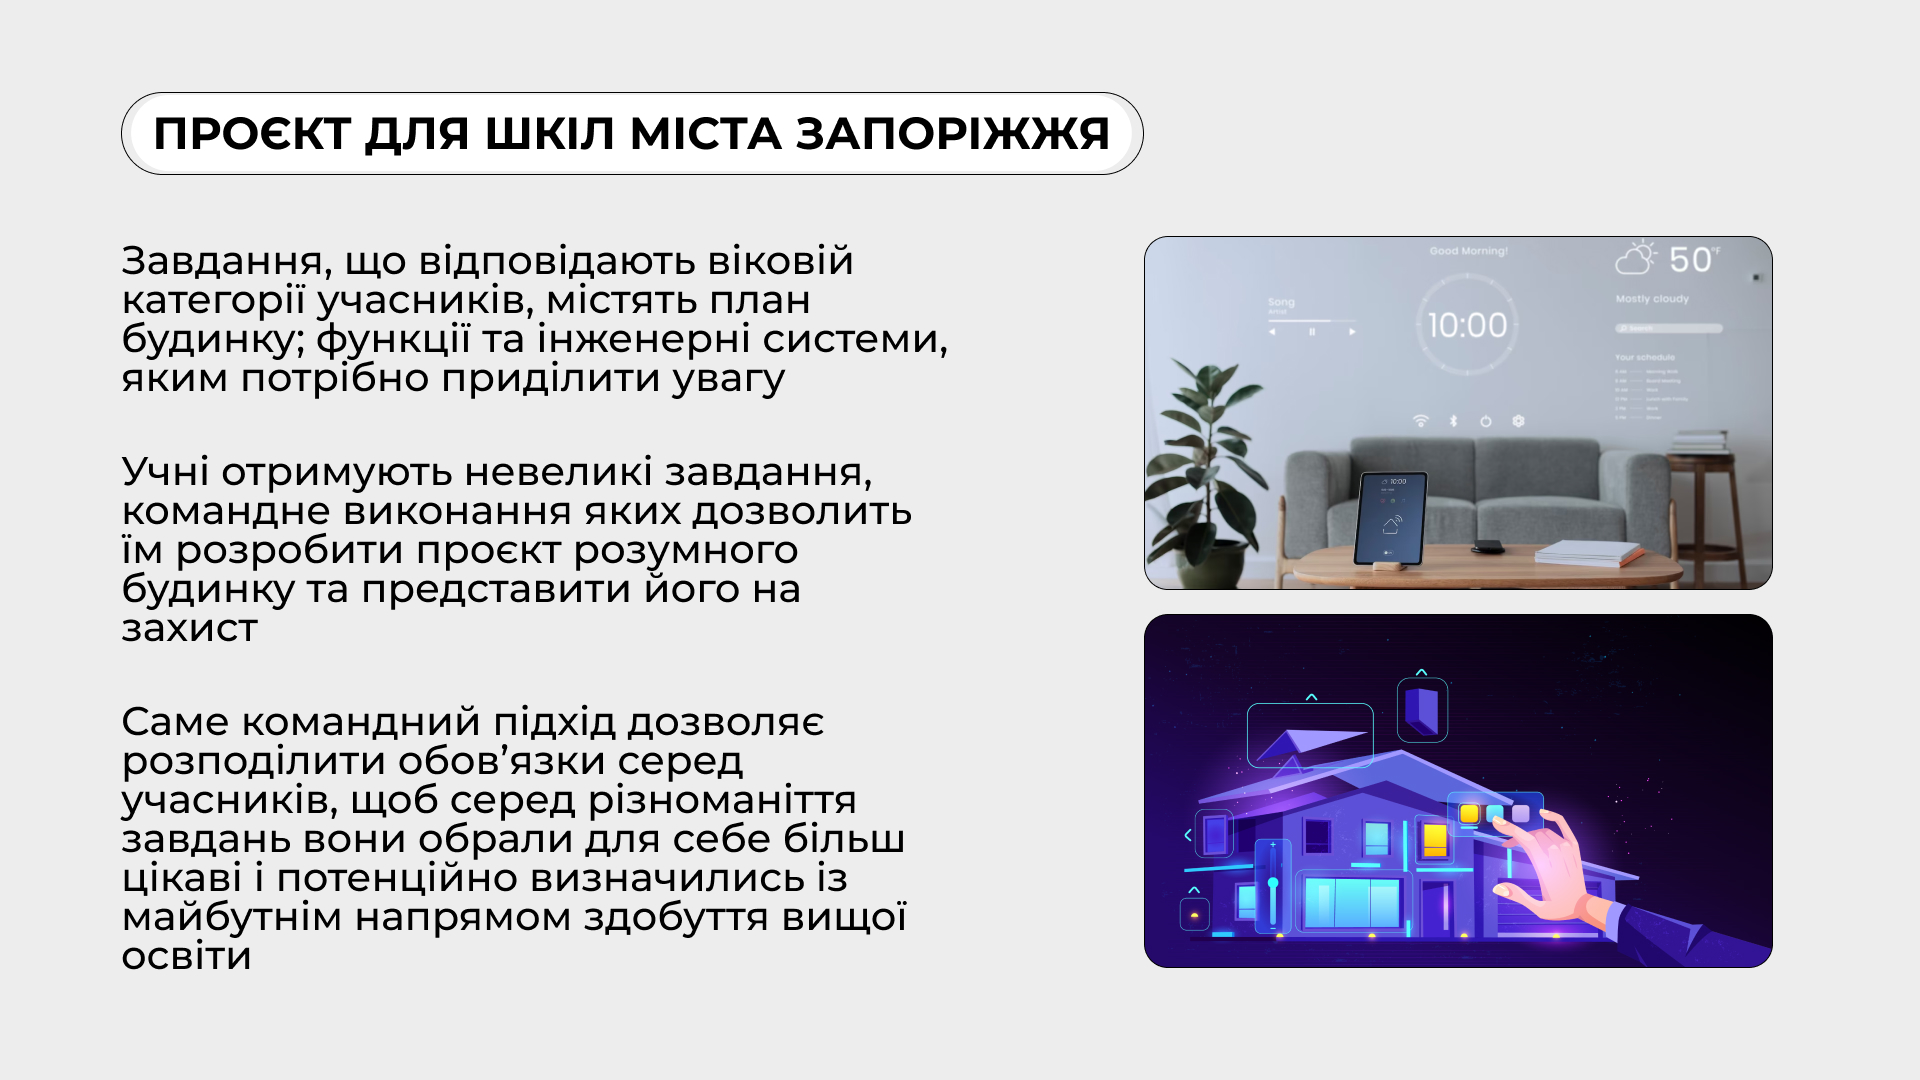 ПРОЄКТ ДЛЯ ШКІЛ МІСТА ЗАПОРІЖЖЯ
Завдання, що відповідають віковій
категорії учасників, містять план
будинку; функції та інженерні системи,
яким потрібно приділити увагу
Учні отримують невеликі завдання,
командне виконання яких дозволить
їм розробити проєкт розумного
будинку та представити його на
захист
Саме командний підхід дозволяє
розподілити обов’язки серед
учасників, щоб серед різноманіття
завдань вони обрали для себе більш
цікаві і потенційно визначились із
майбутнім напрямом здобуття вищої
освіти
Good Morning!
50°F
Mostly cloudy
Song
10:00
Search
Your schedule
10:00